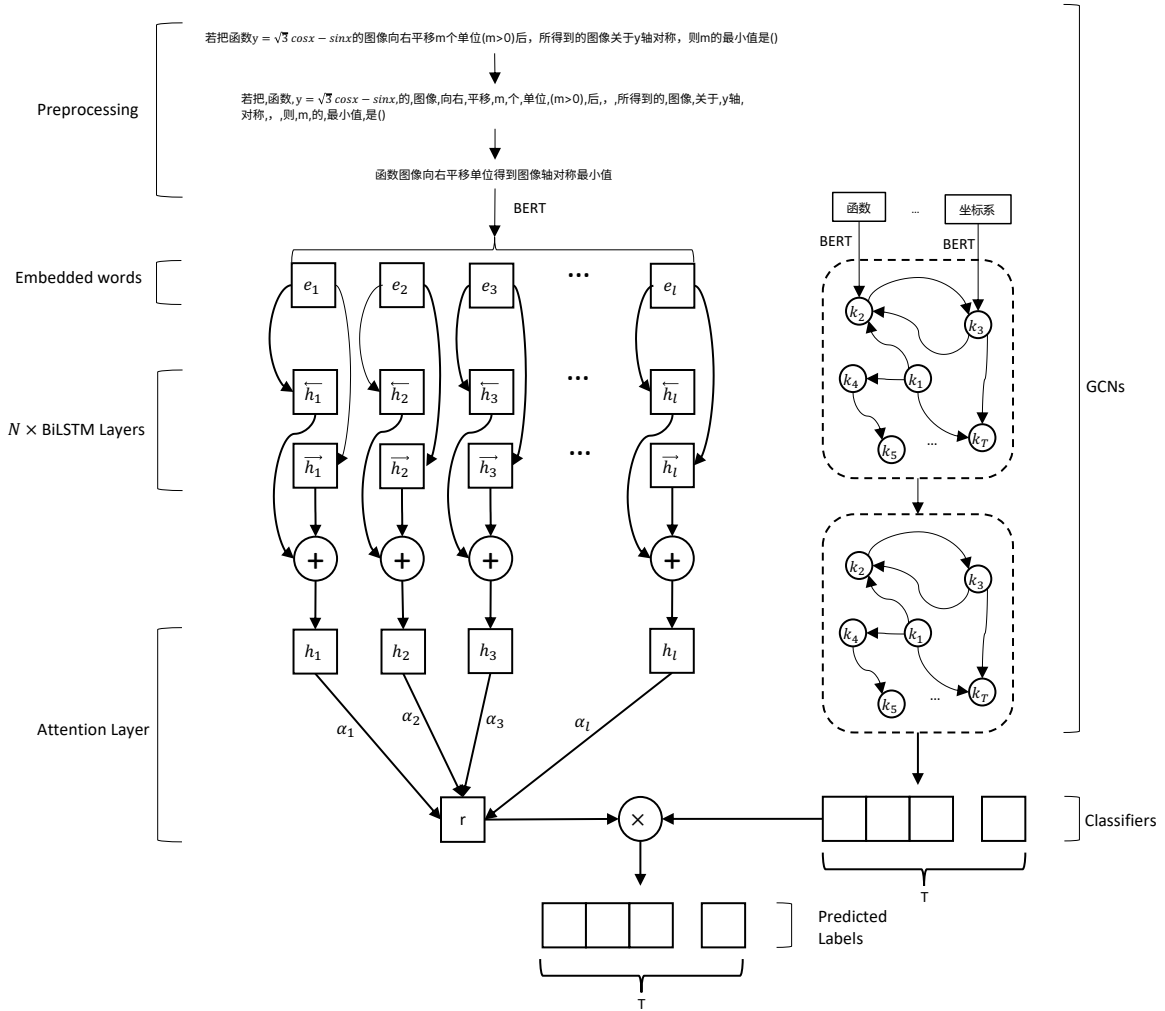 若把函数y = √3 cosx − sinx的图像向右平移m个单位(m>0)后，所得到的图像关于y轴对称，则m的最小值是()
Preprocessing
若把,函数,y = √3 cosx − sinx,的,图像,向右,平移,m,个,单位,(m>0),后,，,所得到的,图像,关于,y轴,
对称,，,则,m,的,最小值,是()
函数图像向右平移单位得到图像轴对称最小值
BERT
函数 ... 坐标系
BERT BERT
Embedded words
e₁ e₂ e₃ ... eₗ
k₂ k₃
k₄ k₁
k₅ ... k_T
GCNs
N × BiLSTM Layers
←h₁ ←h₂ ←h₃ ... ←hₗ
→h₁ →h₂ →h₃ ... →hₗ
+ + + +
k₂ k₃
k₄ k₁
k₅ ... k_T
Attention Layer
h₁ h₂ h₃ hₗ
α₁ α₂ α₃ αₗ
r × Classifiers
T
Predicted
Labels
T